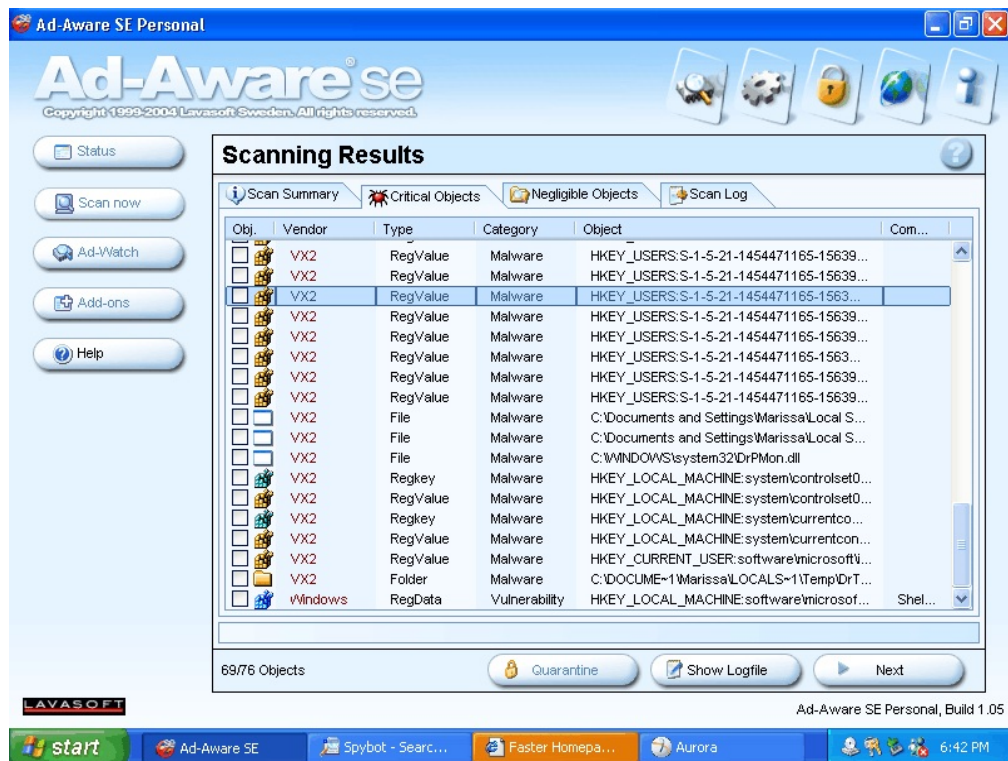 Ad-Aware SE Personal
Ad-Aware® se
Copyright 1999-2004 Lavasoft Sweden. All rights reserved.
Status
Scan now
Ad-Watch
Add-ons
Help
Scanning Results
Scan Summary Critical Objects Negligible Objects Scan Log
Obj. Vendor Type Category Object Com...
VX2 RegValue Malware HKEY_USERS:S-1-5-21-1454471165-15639...
VX2 RegValue Malware HKEY_USERS:S-1-5-21-1454471165-15639...
VX2 RegValue Malware HKEY_USERS:S-1-5-21-1454471165-1563...
VX2 RegValue Malware HKEY_USERS:S-1-5-21-1454471165-15639...
VX2 RegValue Malware HKEY_USERS:S-1-5-21-1454471165-15639...
VX2 RegValue Malware HKEY_USERS:S-1-5-21-1454471165-1563...
VX2 RegValue Malware HKEY_USERS:S-1-5-21-1454471165-15639...
VX2 RegValue Malware HKEY_USERS:S-1-5-21-1454471165-15639...
VX2 File Malware C:\Documents and Settings\Marissa\Local S...
VX2 File Malware C:\Documents and Settings\Marissa\Local S...
VX2 File Malware C:\WINDOWS\system32\DrPMon.dll
VX2 Regkey Malware HKEY_LOCAL_MACHINE:system\controlset0...
VX2 RegValue Malware HKEY_LOCAL_MACHINE:system\controlset0...
VX2 Regkey Malware HKEY_LOCAL_MACHINE:system\currentco...
VX2 RegValue Malware HKEY_LOCAL_MACHINE:system\currentcon...
VX2 RegValue Malware HKEY_CURRENT_USER:software\microsoft\i...
VX2 Folder Malware C:\DOCUME~1\Marissa\LOCALS~1\Temp\DrT...
Windows RegData Vulnerability HKEY_LOCAL_MACHINE:software\microsof... Shel...
69/76 Objects
Quarantine
Show Logfile
Next
LAVASOFT
Ad-Aware SE Personal, Build 1.05
start Ad-Aware SE Spybot - Searc... Faster Homepa... Aurora 6:42 PM